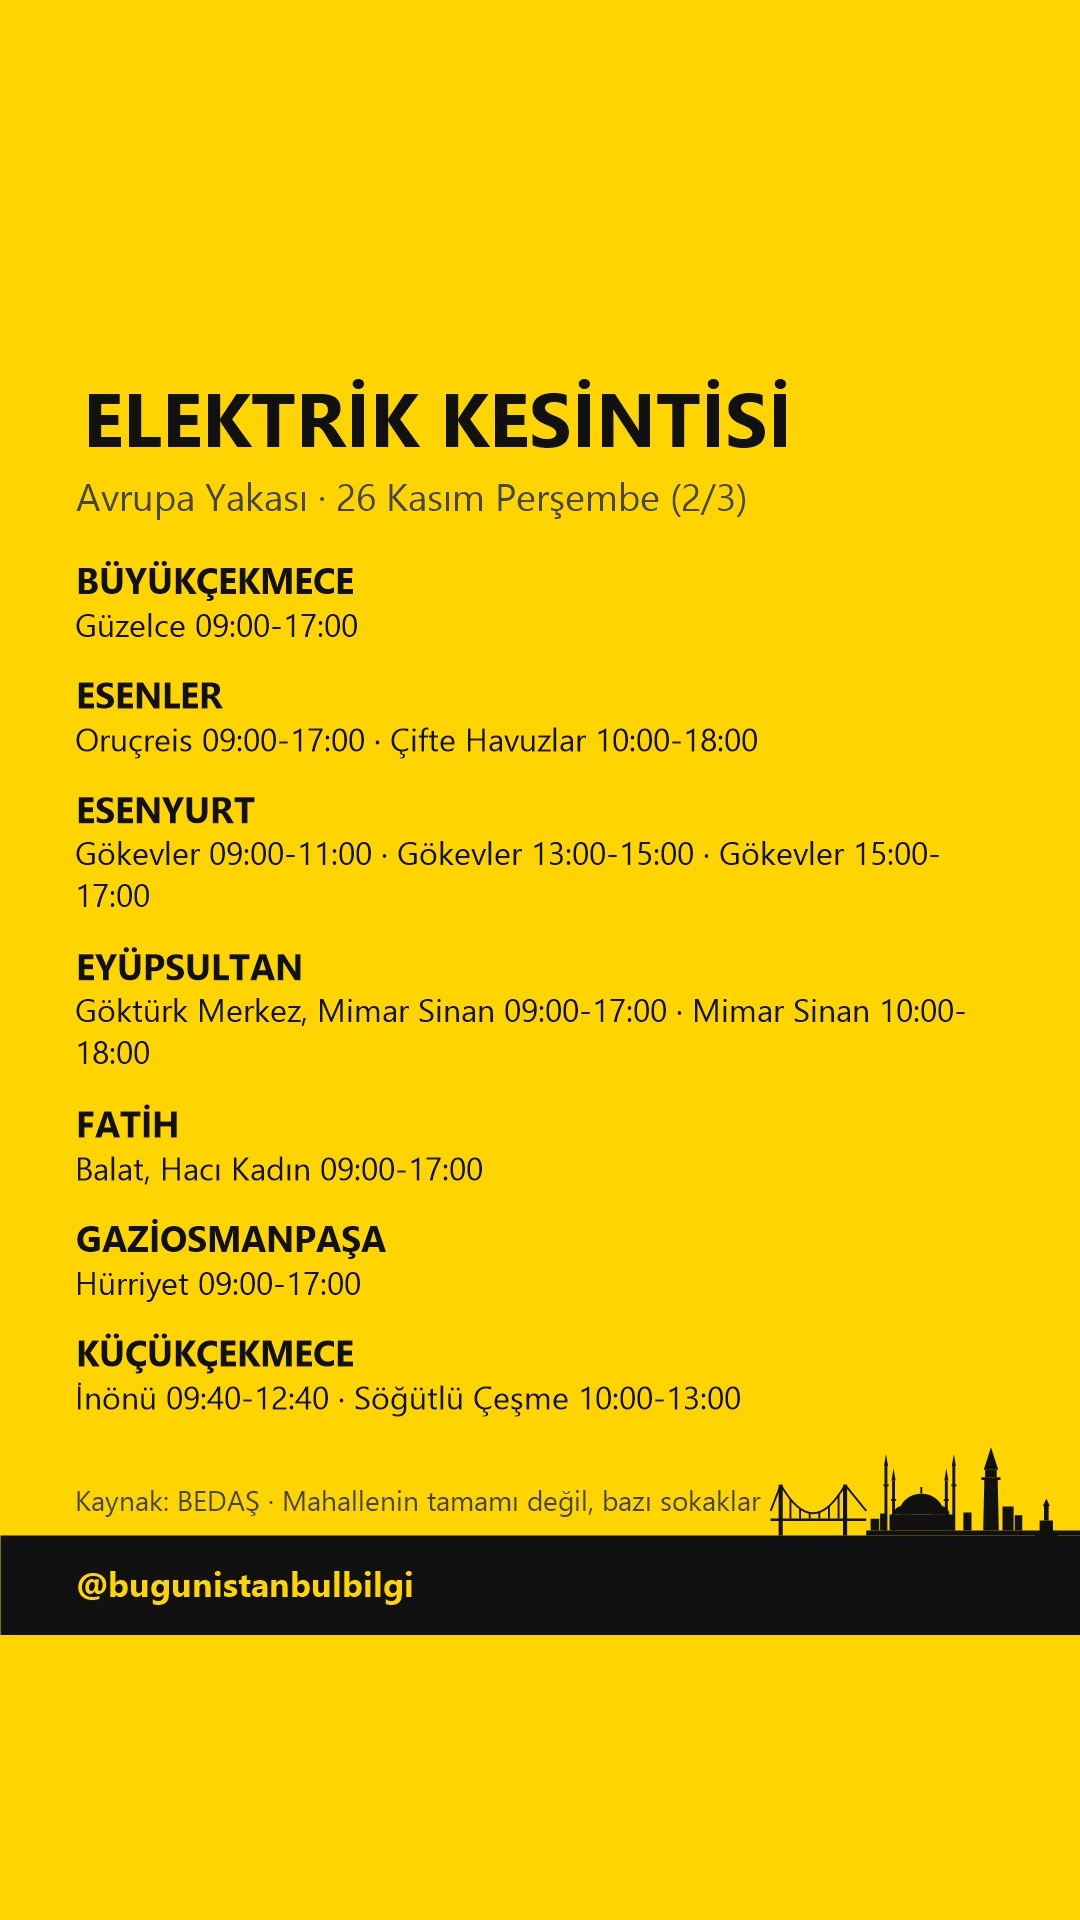 ELEKTRİK KESİNTİSİ
Avrupa Yakası · 26 Kasım Perşembe (2/3)
BÜYÜKÇEKMECE
Güzelce 09:00-17:00
ESENLER
Oruçreis 09:00-17:00 · Çifte Havuzlar 10:00-18:00
ESENYURT
Gökevler 09:00-11:00 · Gökevler 13:00-15:00 · Gökevler 15:00-
17:00
EYÜPSULTAN
Göktürk Merkez, Mimar Sinan 09:00-17:00 · Mimar Sinan 10:00-
18:00
FATİH
Balat, Hacı Kadın 09:00-17:00
GAZİOSMANPAŞA
Hürriyet 09:00-17:00
KÜÇÜKÇEKMECE
İnönü 09:40-12:40 · Söğütlü Çeşme 10:00-13:00
Kaynak: BEDAŞ · Mahallenin tamamı değil, bazı sokaklar
@bugunistanbulbilgi